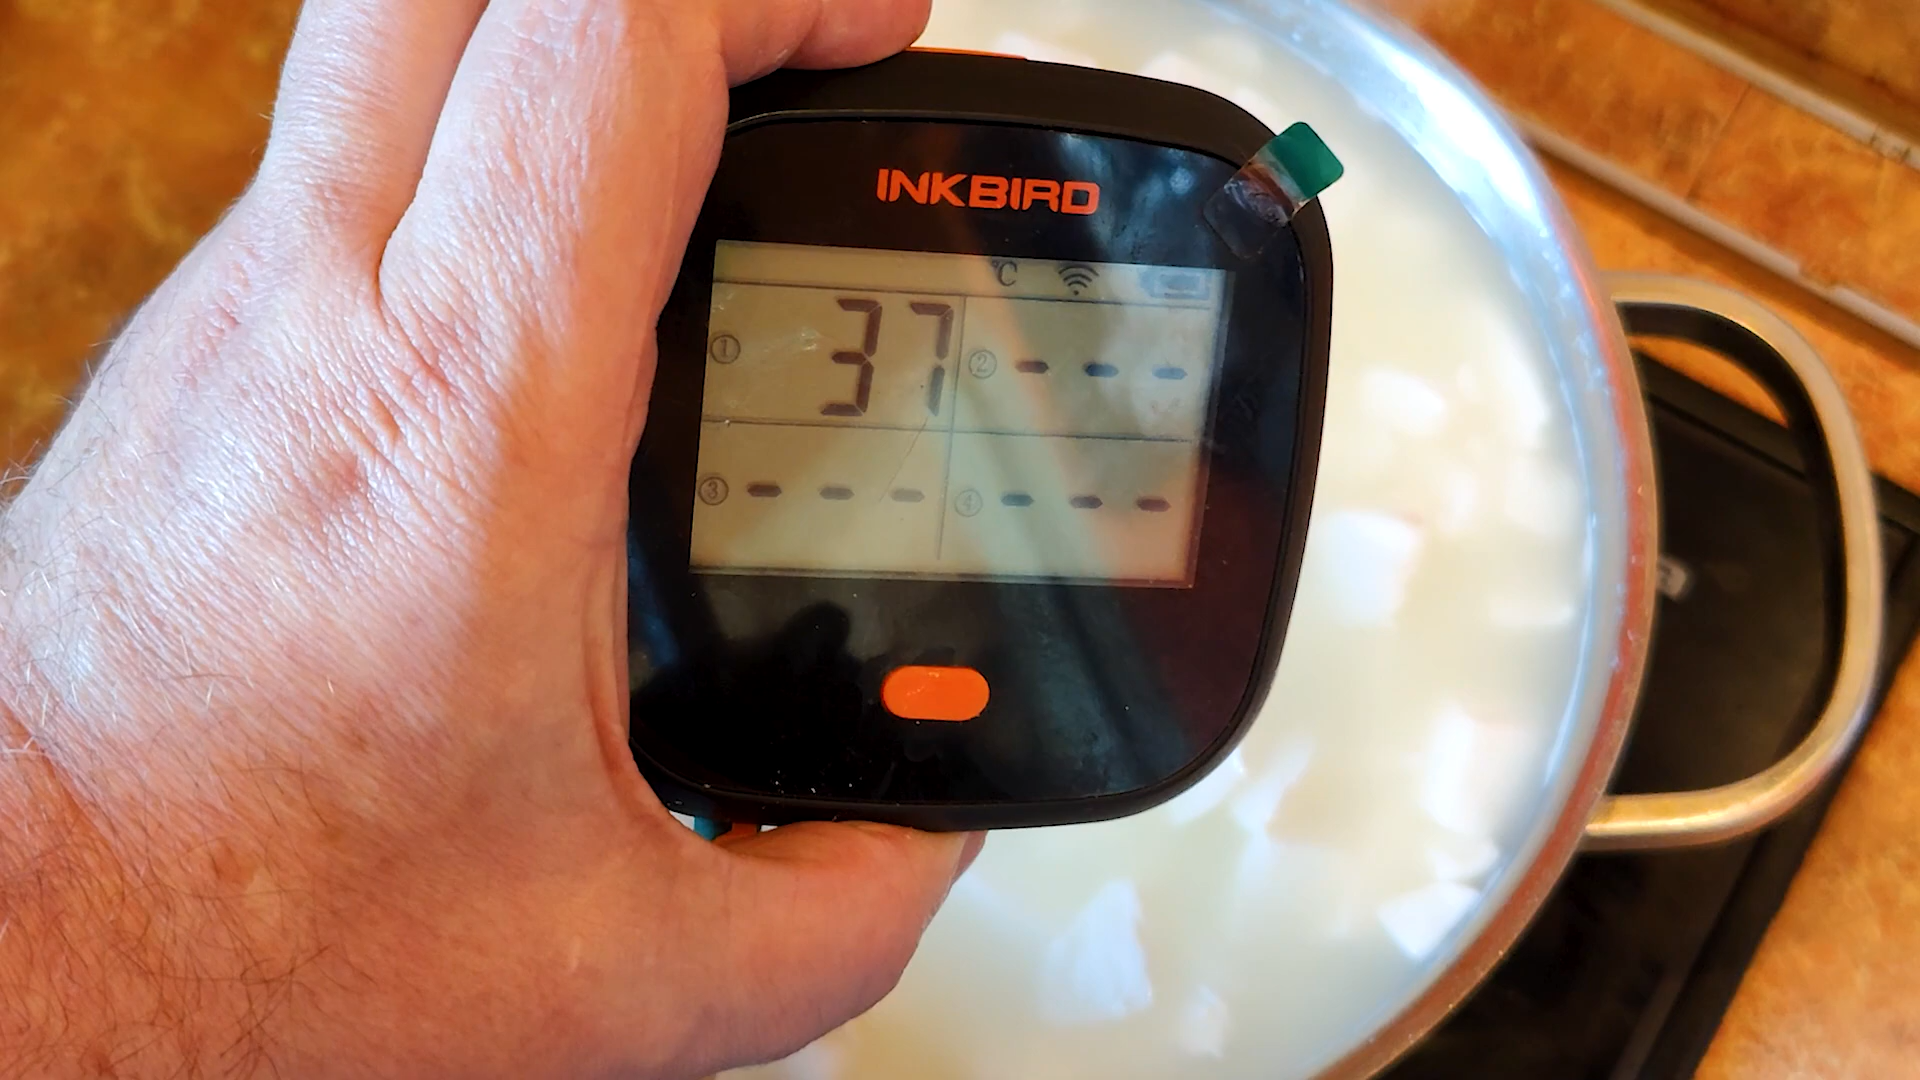 INKBIRD
°C
① 37 ② - - -
③ - - - ④ - - -